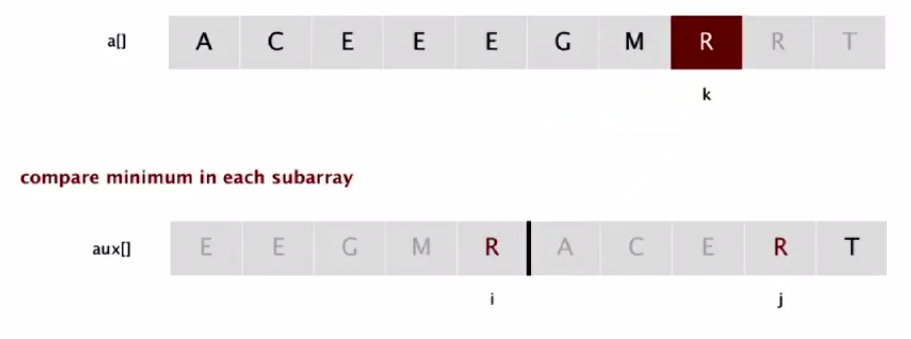 a[] A C E E E G M R R T
k
compare minimum in each subarray
aux[] E E G M R A C E R T
i j